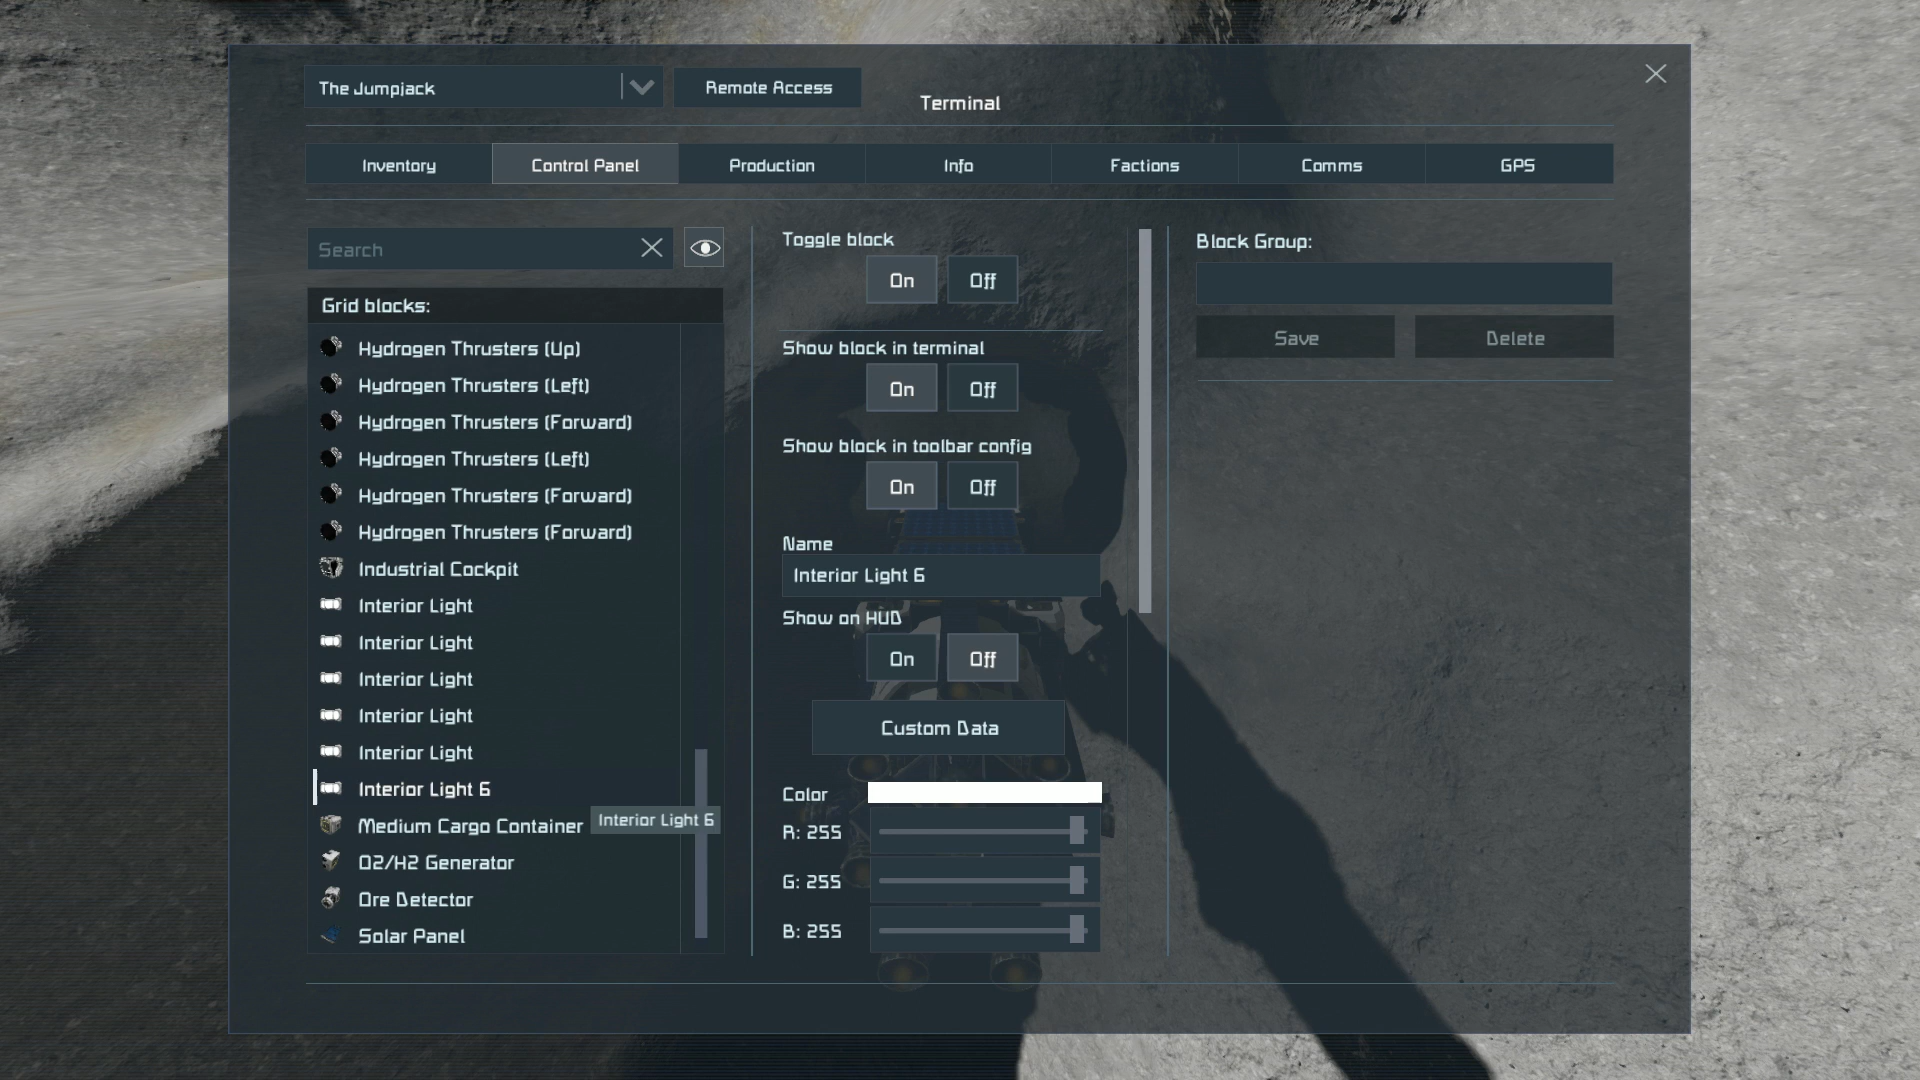 The Jumpjack
Remote Access
Terminal
Inventory
Control Panel
Production
Info
Factions
Comms
GPS
Search
Grid blocks:
Hydrogen Thrusters (Up)
Hydrogen Thrusters (Left)
Hydrogen Thrusters (Forward)
Hydrogen Thrusters (Left)
Hydrogen Thrusters (Forward)
Hydrogen Thrusters (Forward)
Industrial Cockpit
Interior Light
Interior Light
Interior Light
Interior Light
Interior Light
Interior Light 6
Medium Cargo Container
Interior Light 6
O2/H2 Generator
Ore Detector
Solar Panel
Toggle block
On Off
Show block in terminal
On Off
Show block in toolbar config
On Off
Name
Interior Light 6
Show on HUD
On Off
Custom Data
Color
R: 255
G: 255
B: 255
Block Group:
Save
Delete